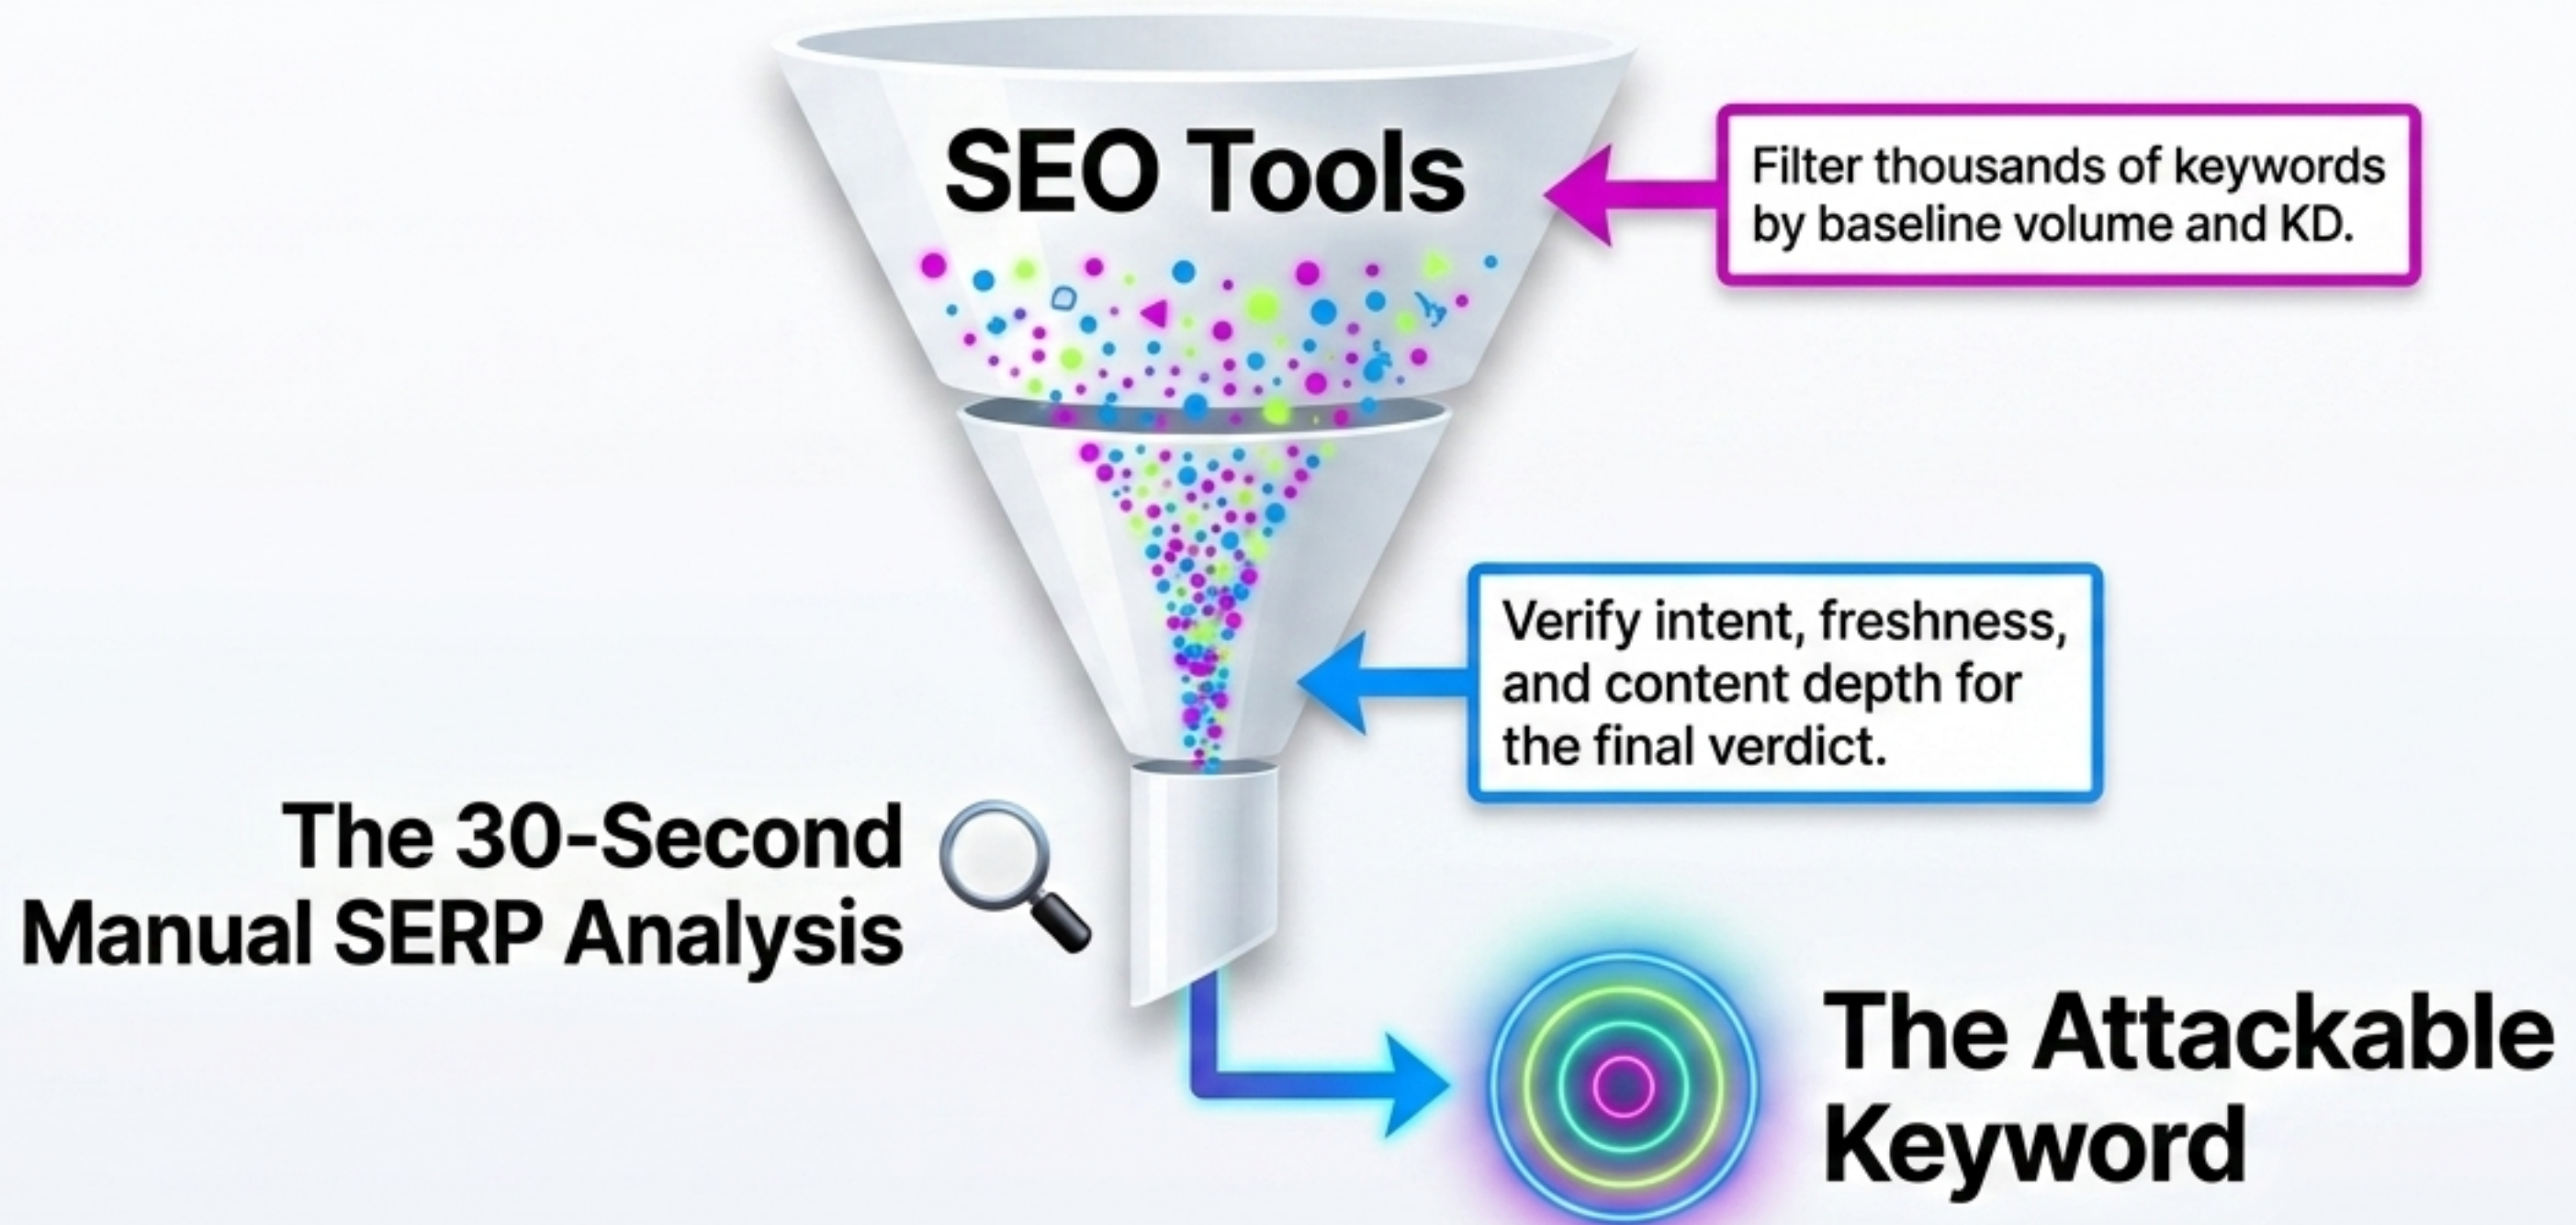 SEO Tools
Filter thousands of keywords
by baseline volume and KD.
Verify intent, freshness,
and content depth for
the final verdict.
The 30-Second
Manual SERP Analysis
The Attackable
Keyword